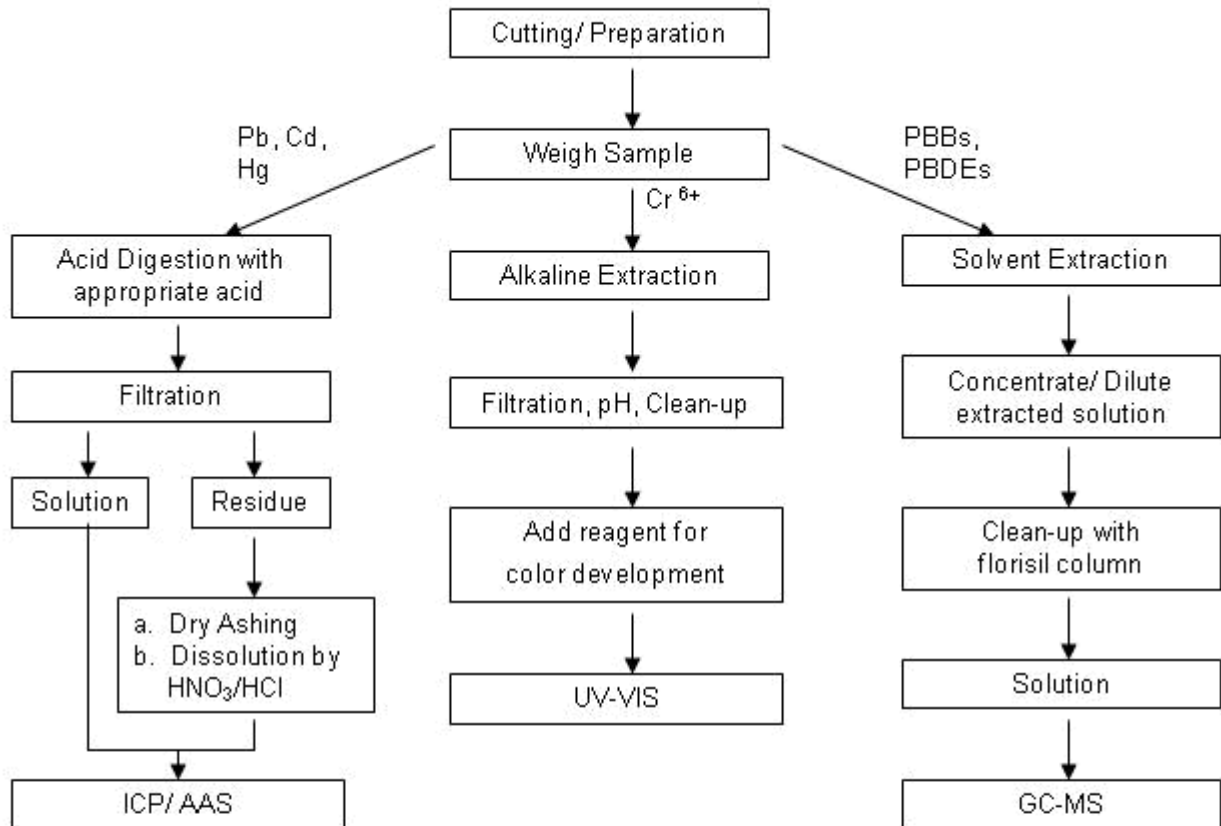 Cutting/ Preparation
Pb, Cd,
Hg
Weigh Sample
PBBs,
PBDEs
Cr 6+
Acid Digestion with
appropriate acid
Alkaline Extraction
Solvent Extraction
Filtration
Filtration, pH, Clean-up
Concentrate/ Dilute
extracted solution
Solution
Residue
Add reagent for
color development
Clean-up with
florisil column
a. Dry Ashing
b. Dissolution by
HNO3/HCl
UV-VIS
Solution
ICP/ AAS
GC-MS